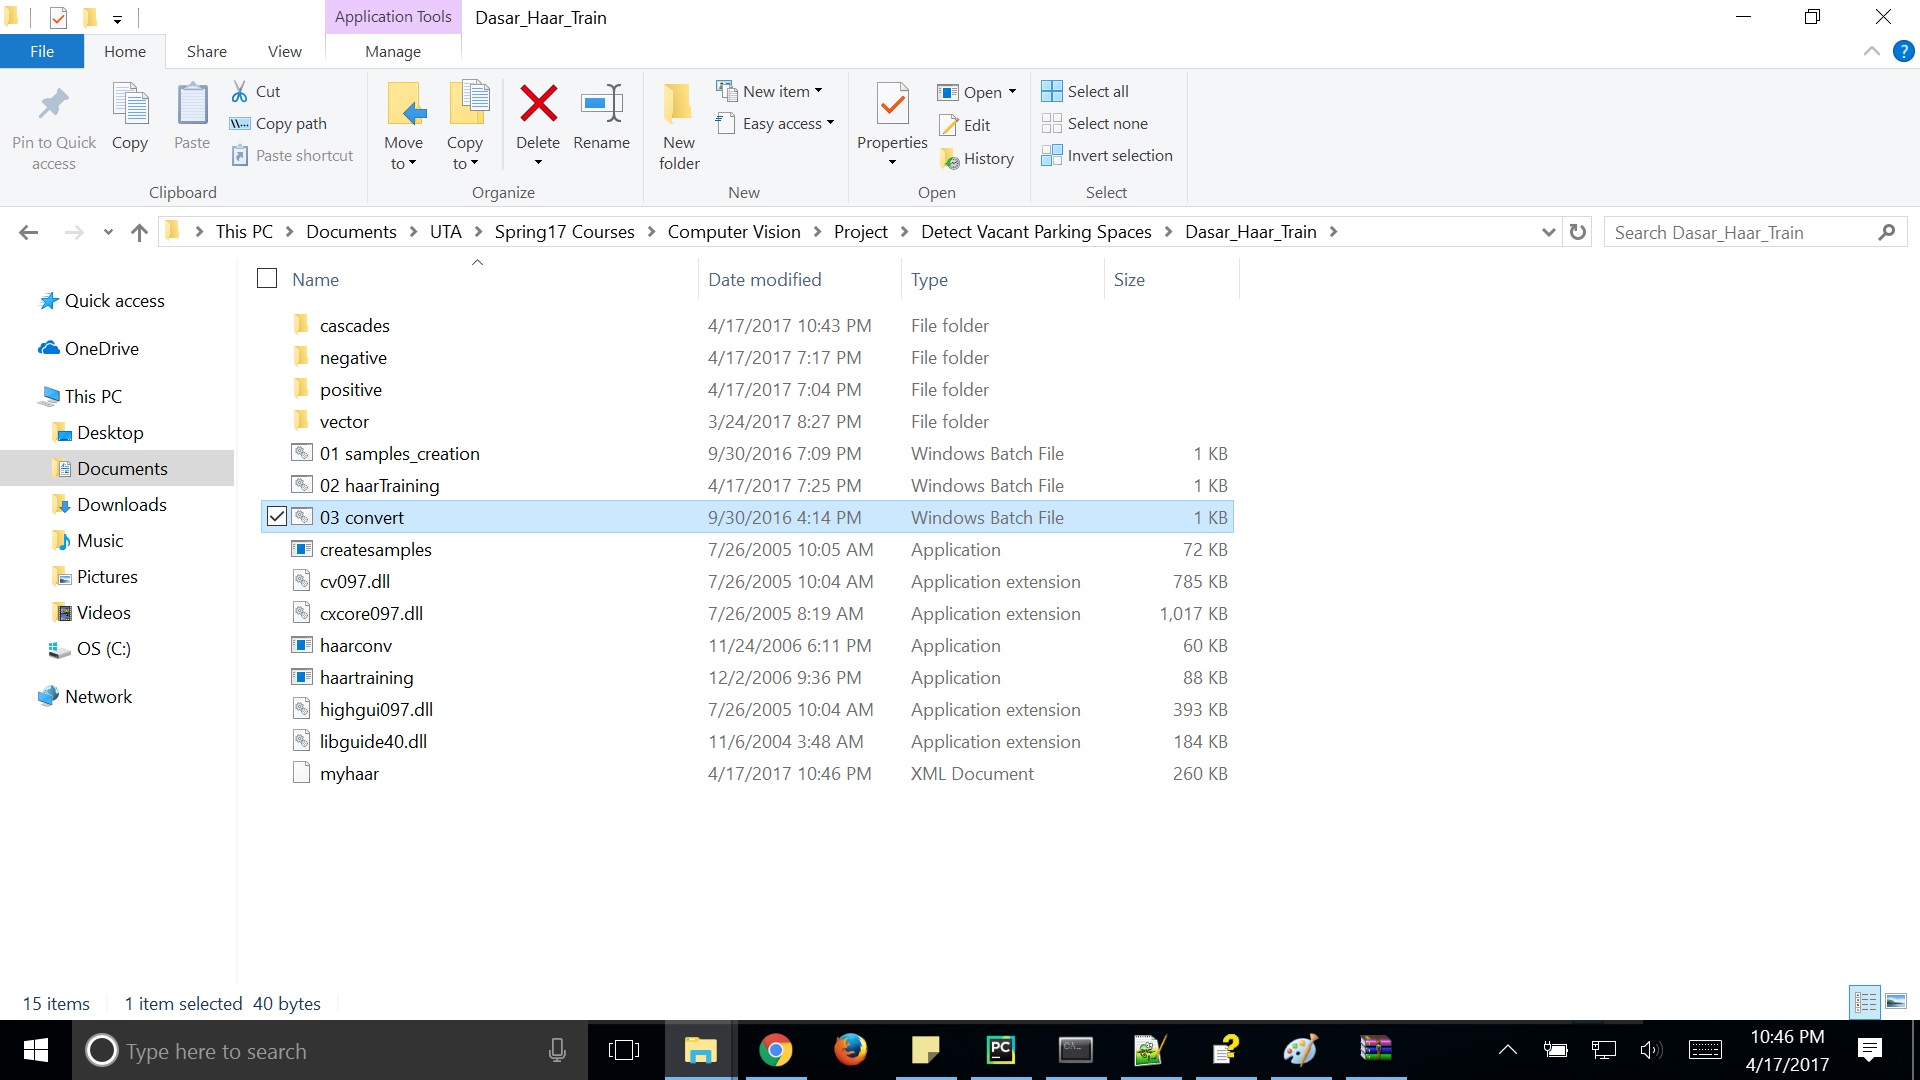 Application Tools Dasar_Haar_Train
File Home Share View Manage
Pin to Quick access
Copy
Paste
Cut
Copy path
Paste shortcut
Clipboard
Move to
Copy to
Delete
Rename
Organize
New folder
New item
Easy access
New
Properties
Open
Edit
History
Open
Select all
Select none
Invert selection
Select
This PC Documents UTA Spring17 Courses Computer Vision Project Detect Vacant Parking Spaces Dasar_Haar_Train
Search Dasar_Haar_Train
Quick access
OneDrive
This PC
Desktop
Documents
Downloads
Music
Pictures
Videos
OS (C:)
Network
Name Date modified Type Size
cascades 4/17/2017 10:43 PM File folder
negative 4/17/2017 7:17 PM File folder
positive 4/17/2017 7:04 PM File folder
vector 3/24/2017 8:27 PM File folder
01 samples_creation 9/30/2016 7:09 PM Windows Batch File 1 KB
02 haarTraining 4/17/2017 7:25 PM Windows Batch File 1 KB
03 convert 9/30/2016 4:14 PM Windows Batch File 1 KB
createsamples 7/26/2005 10:05 AM Application 72 KB
cv097.dll 7/26/2005 10:04 AM Application extension 785 KB
cxcore097.dll 7/26/2005 8:19 AM Application extension 1,017 KB
haarconv 11/24/2006 6:11 PM Application 60 KB
haartraining 12/2/2006 9:36 PM Application 88 KB
highgui097.dll 7/26/2005 10:04 AM Application extension 393 KB
libguide40.dll 11/6/2004 3:48 AM Application extension 184 KB
myhaar 4/17/2017 10:46 PM XML Document 260 KB
15 items 1 item selected 40 bytes
Type here to search
PC
10:46 PM
4/17/2017